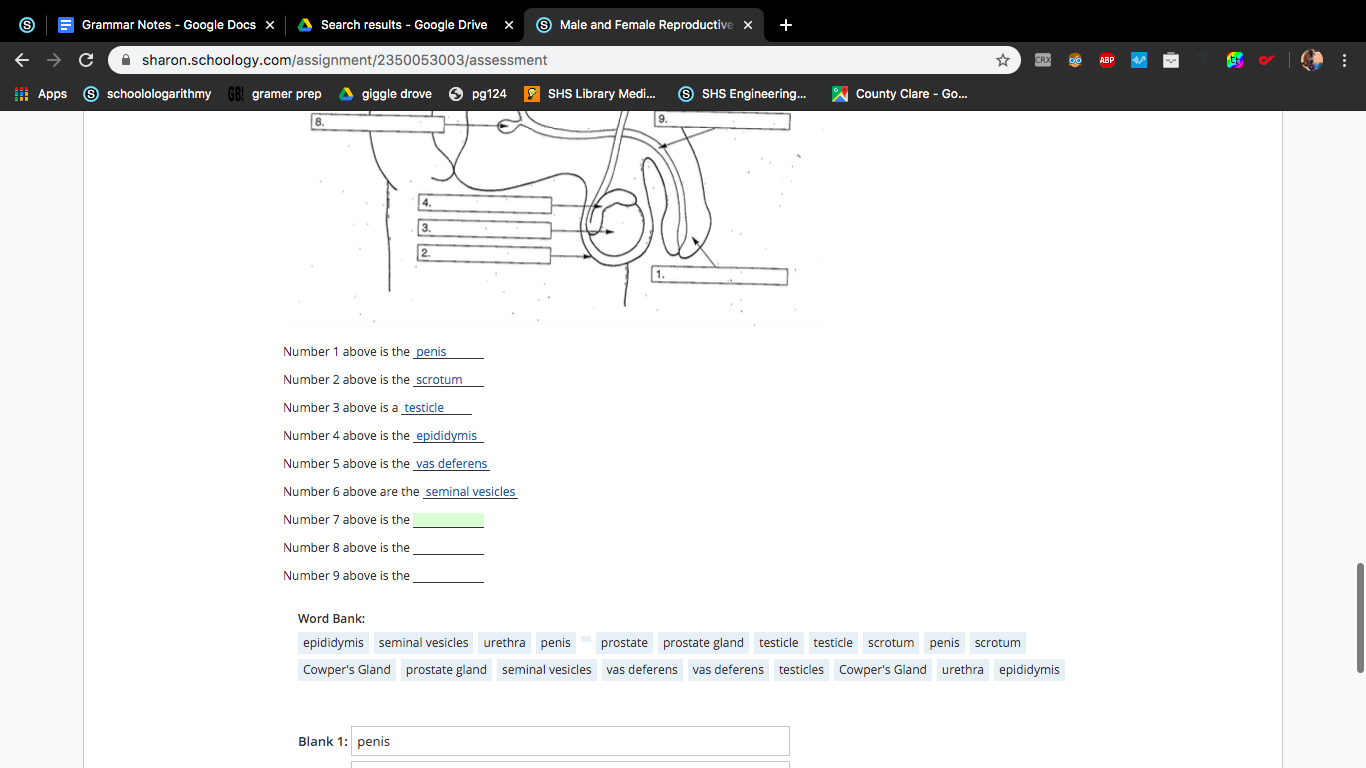 Grammar Notes - Google Docs Search results - Google Drive Male and Female Reproductive
sharon.schoology.com/assignment/2350053003/assessment CRX ABP
Apps schoolologarithmy GB! gramer prep giggle drove pg124 SHS Library Medi... SHS Engineering... County Clare - Go...
8. 9.
4.
3.
2.
1.
Number 1 above is the penis
Number 2 above is the scrotum
Number 3 above is a testicle
Number 4 above is the epididymis
Number 5 above is the vas deferens
Number 6 above are the seminal vesicles
Number 7 above is the
Number 8 above is the
Number 9 above is the
Word Bank:
epididymis seminal vesicles urethra penis prostate prostate gland testicle testicle scrotum penis scrotum
Cowper's Gland prostate gland seminal vesicles vas deferens vas deferens testicles Cowper's Gland urethra epididymis
Blank 1: penis